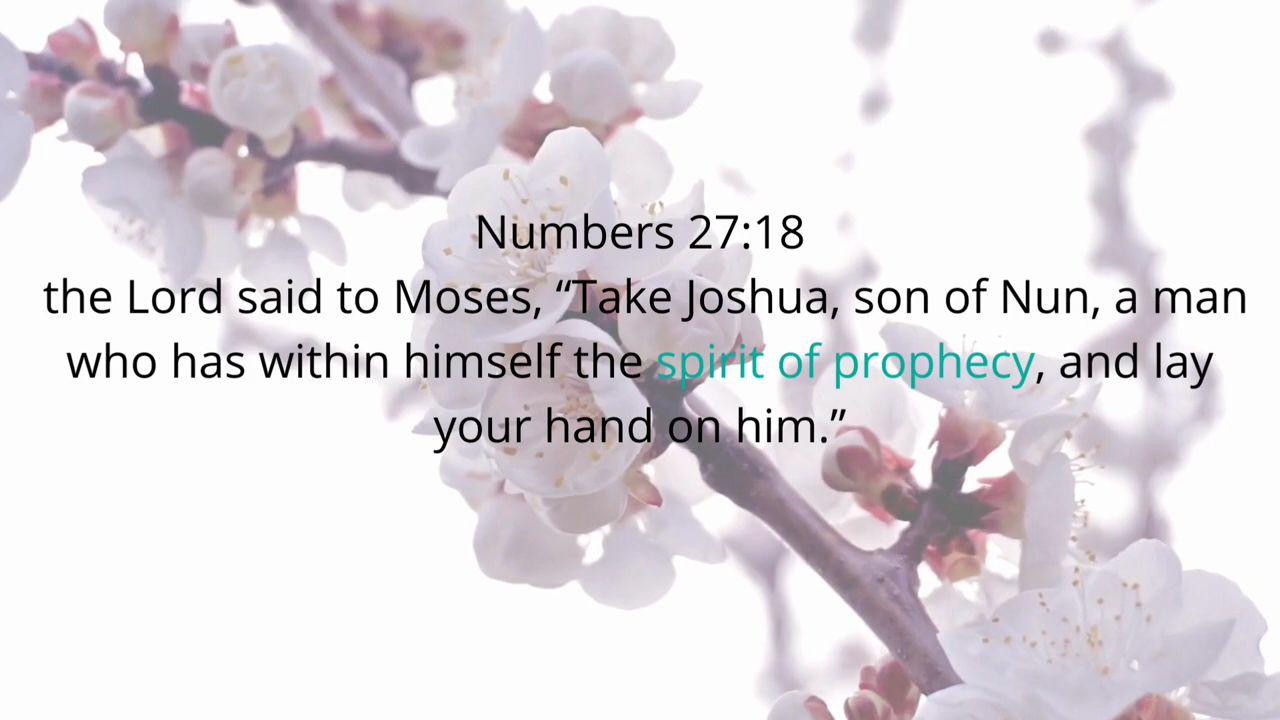 Numbers 27:18
the Lord said to Moses, “Take Joshua, son of Nun, a man
who has within himself the spirit of prophecy, and lay
your hand on him.”